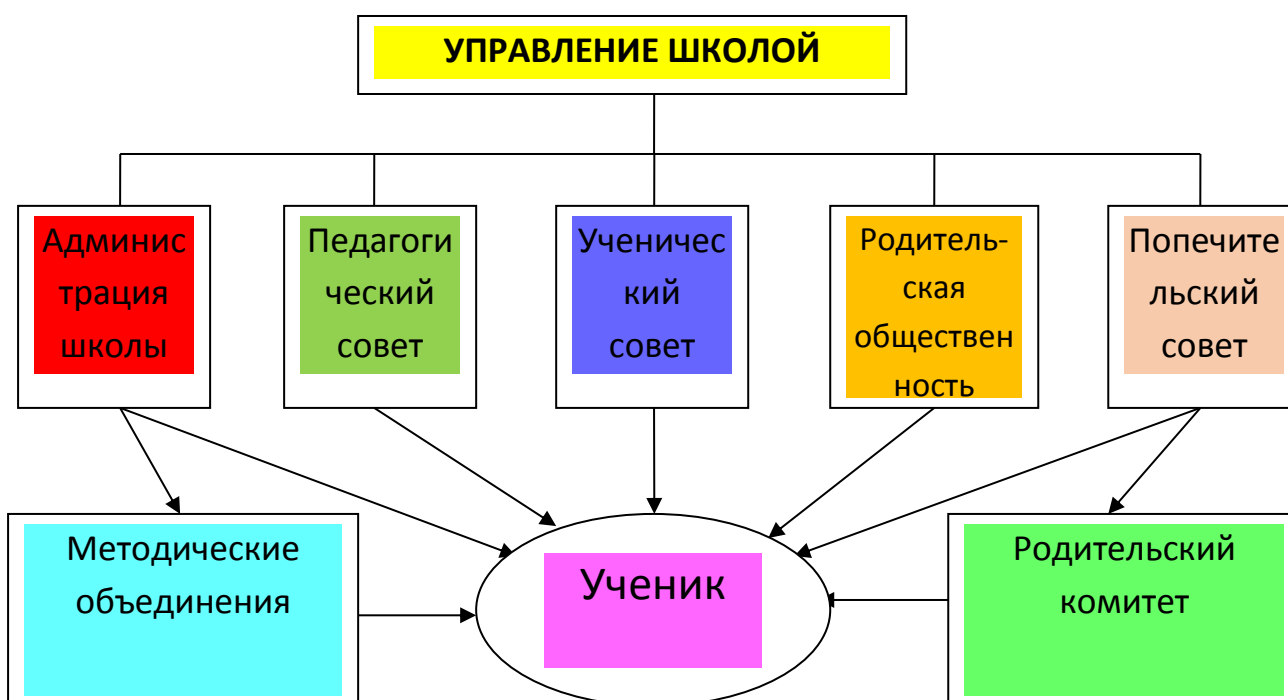 УПРАВЛЕНИЕ ШКОЛОЙ
Админис
трация
школы
Педагоги
ческий
совет
Ученичес
кий
совет
Родитель-
ская
обществен
ность
Попечите
льский
совет
Методические
объединения
Ученик
Родительский
комитет